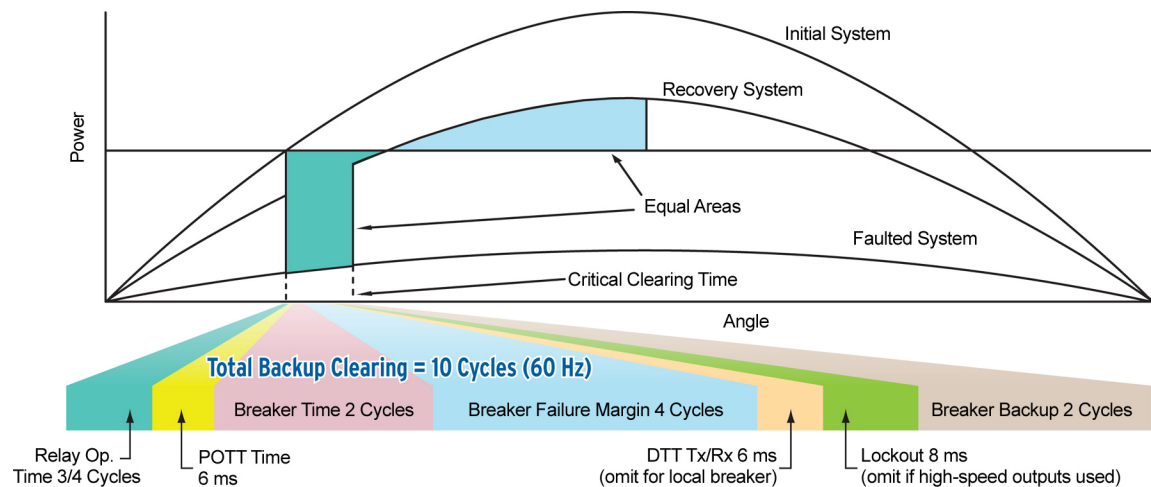 Initial System
Recovery System
Power
Equal Areas
Faulted System
Critical Clearing Time
Angle
Total Backup Clearing = 10 Cycles (60 Hz)
Breaker Time 2 Cycles
Breaker Failure Margin 4 Cycles
Breaker Backup 2 Cycles
Relay Op.
Time 3/4 Cycles
POTT Time
6 ms
DTT Tx/Rx 6 ms
(omit for local breaker)
Lockout 8 ms
(omit if high-speed outputs used)